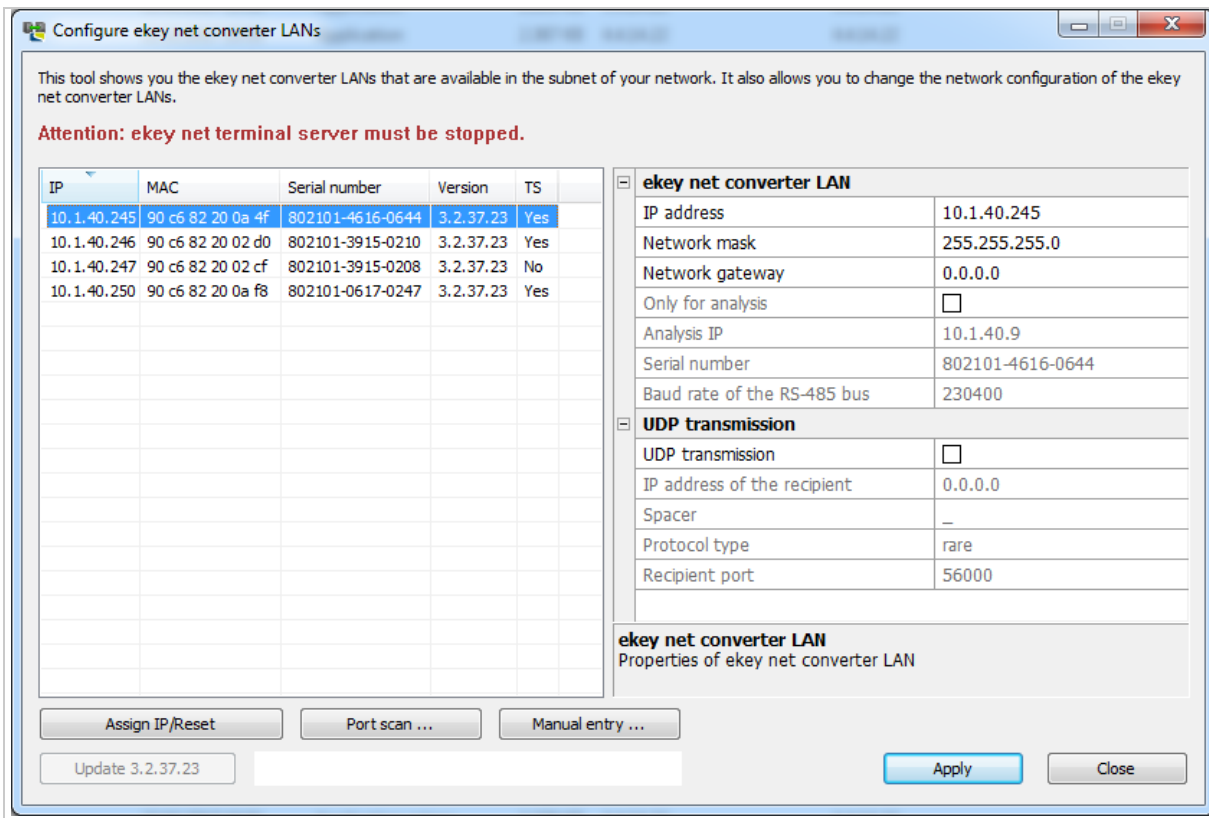 Configure ekey net converter LANs
This tool shows you the ekey net converter LANs that are available in the subnet of your network. It also allows you to change the network configuration of the ekey
net converter LANs.
Attention: ekey net terminal server must be stopped.
IP MAC Serial number Version TS
10.1.40.245 90 c6 82 20 0a 4f 802101-4616-0644 3.2.37.23 Yes
10.1.40.246 90 c6 82 20 02 d0 802101-3915-0210 3.2.37.23 Yes
10.1.40.247 90 c6 82 20 02 cf 802101-3915-0208 3.2.37.23 No
10.1.40.250 90 c6 82 20 0a f8 802101-0617-0247 3.2.37.23 Yes
ekey net converter LAN
IP address 10.1.40.245
Network mask 255.255.255.0
Network gateway 0.0.0.0
Only for analysis
Analysis IP 10.1.40.9
Serial number 802101-4616-0644
Baud rate of the RS-485 bus 230400
UDP transmission
UDP transmission
IP address of the recipient 0.0.0.0
Spacer _
Protocol type rare
Recipient port 56000
ekey net converter LAN
Properties of ekey net converter LAN
Assign IP/Reset Port scan ... Manual entry ...
Update 3.2.37.23 Apply Close